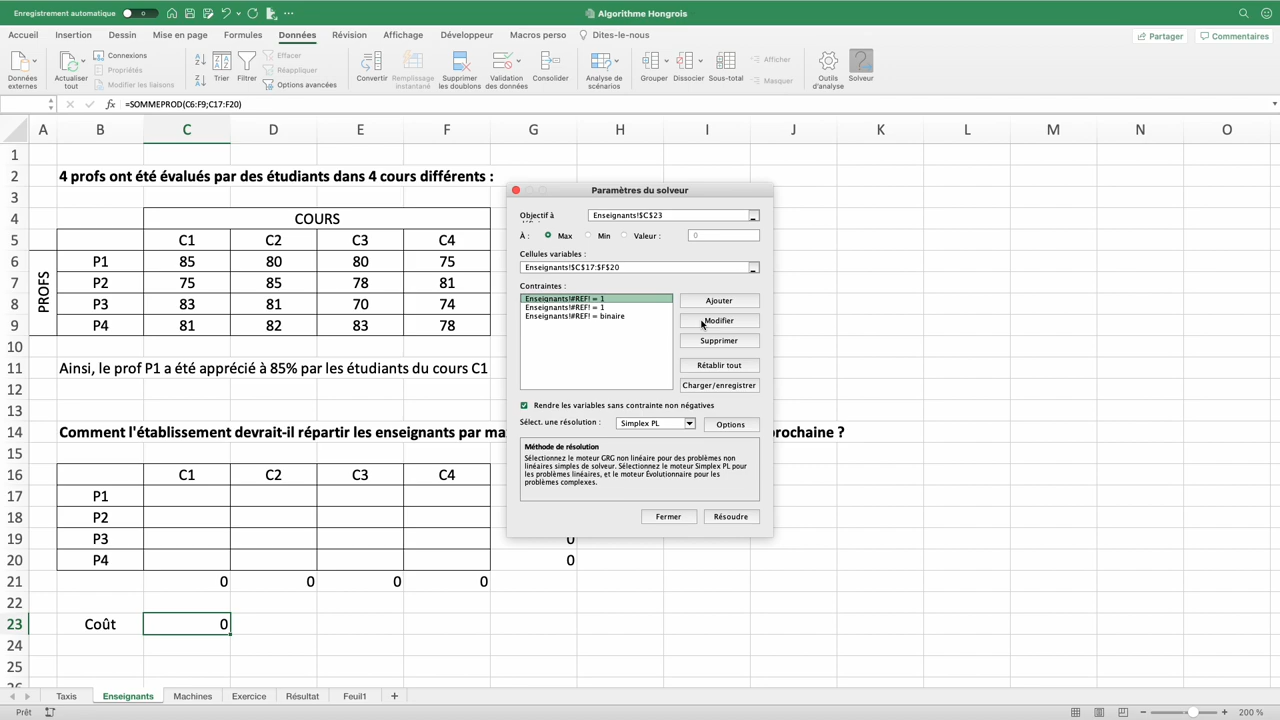 Enregistrement automatique
Algorithme Hongrois
Accueil Insertion Dessin Mise en page Formules Données Révision Affichage Développeur Macros perso Dites-le-nous Partager Commentaires
Données externes
Actualiser tout
Connexions
Propriétés
Modifier les liaisons
Trier
Filtrer
Effacer
Réappliquer
Options avancées
Convertir
Remplissage instantané
Supprimer les doublons
Validation des données
Consolider
Analyse de scénarios
Grouper
Dissocier
Sous-total
Afficher
Masquer
Outils d'analyse
Solveur
fx =SOMMEPROD(C6:F9;C17:F20)
A B C D E F G H I J K L M N O
1
2 4 profs ont été évalués par des étudiants dans 4 cours différents :
3
4 COURS
5 C1 C2 C3 C4
PROFS
6 P1 85 80 80 75
7 P2 75 85 78 81
8 P3 83 81 70 74
9 P4 81 82 83 78
10
11 Ainsi, le prof P1 a été apprécié à 85% par les étudiants du cours C1
12
13
14 Comment l'établissement devrait-il répartir les enseignants par ma prochaine ?
15
16 C1 C2 C3 C4
17 P1
18 P2
19 P3 0
20 P4 0
21 0 0 0 0
22
23 Coût 0
24
25
Paramètres du solveur
Objectif à Enseignants!$C$23
À : Max Min Valeur : 0
Cellules variables :
Enseignants!$C$17:$F$20
Contraintes :
Enseignants!#REF! = 1
Enseignants!#REF! = 1
Enseignants!#REF! = binaire
Ajouter
Modifier
Supprimer
Rétablir tout
Charger/enregistrer
Rendre les variables sans contrainte non négatives
Sélect. une résolution : Simplex PL Options
Méthode de résolution
Sélectionnez le moteur GRG non linéaire pour des problèmes non
linéaires simples de solveur. Sélectionnez le moteur Simplex PL pour
les problèmes linéaires, et le moteur Évolutionnaire pour les
problèmes complexes.
Fermer Résoudre
Taxis Enseignants Machines Exercice Résultat Feuil1 +
Prêt 200 %